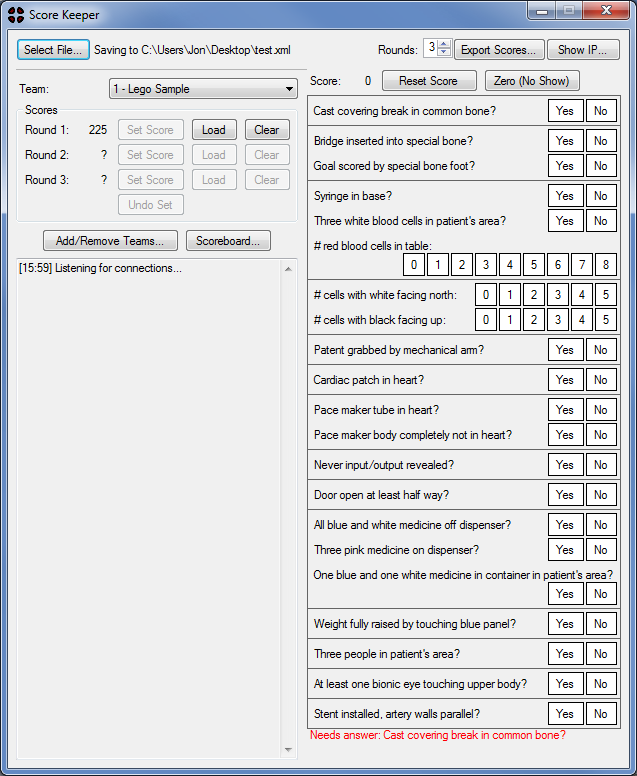 Score Keeper
Select File... Saving to C:\Users\Jon\Desktop\test.xml Rounds: 3 Export Scores... Show IP...
Team: 1 - Lego Sample
Scores
Round 1: 225 Set Score Load Clear
Round 2: ? Set Score Load Clear
Round 3: ? Set Score Load Clear
Undo Set
Add/Remove Teams... Scoreboard...
[15:59] Listening for connections...
Score: 0 Reset Score Zero (No Show)
Cast covering break in common bone? Yes No
Bridge inserted into special bone? Yes No
Goal scored by special bone foot? Yes No
Syringe in base? Yes No
Three white blood cells in patient's area? Yes No
# red blood cells in table:
0 1 2 3 4 5 6 7 8
# cells with white facing north: 0 1 2 3 4 5
# cells with black facing up: 0 1 2 3 4 5
Patent grabbed by mechanical arm? Yes No
Cardiac patch in heart? Yes No
Pace maker tube in heart? Yes No
Pace maker body completely not in heart? Yes No
Never input/output revealed? Yes No
Door open at least half way? Yes No
All blue and white medicine off dispenser? Yes No
Three pink medicine on dispenser? Yes No
One blue and one white medicine in container in patient's area?
Yes No
Weight fully raised by touching blue panel? Yes No
Three people in patient's area? Yes No
At least one bionic eye touching upper body? Yes No
Stent installed, artery walls parallel? Yes No
Needs answer: Cast covering break in common bone?